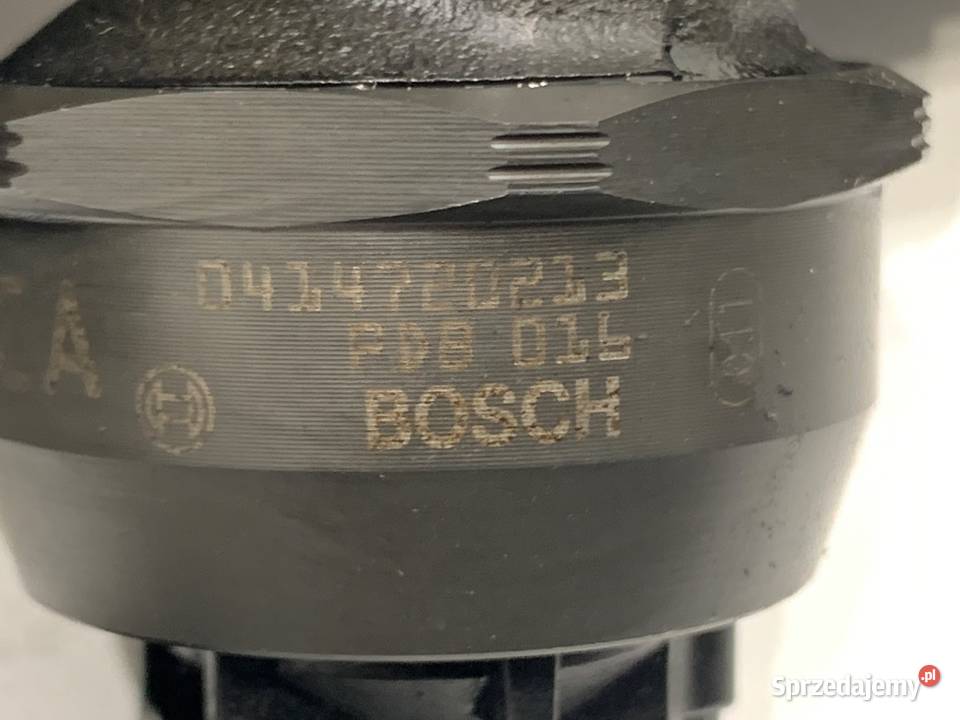 0414720213
PDB 016
BOSCH
Sprzedajemy.pl